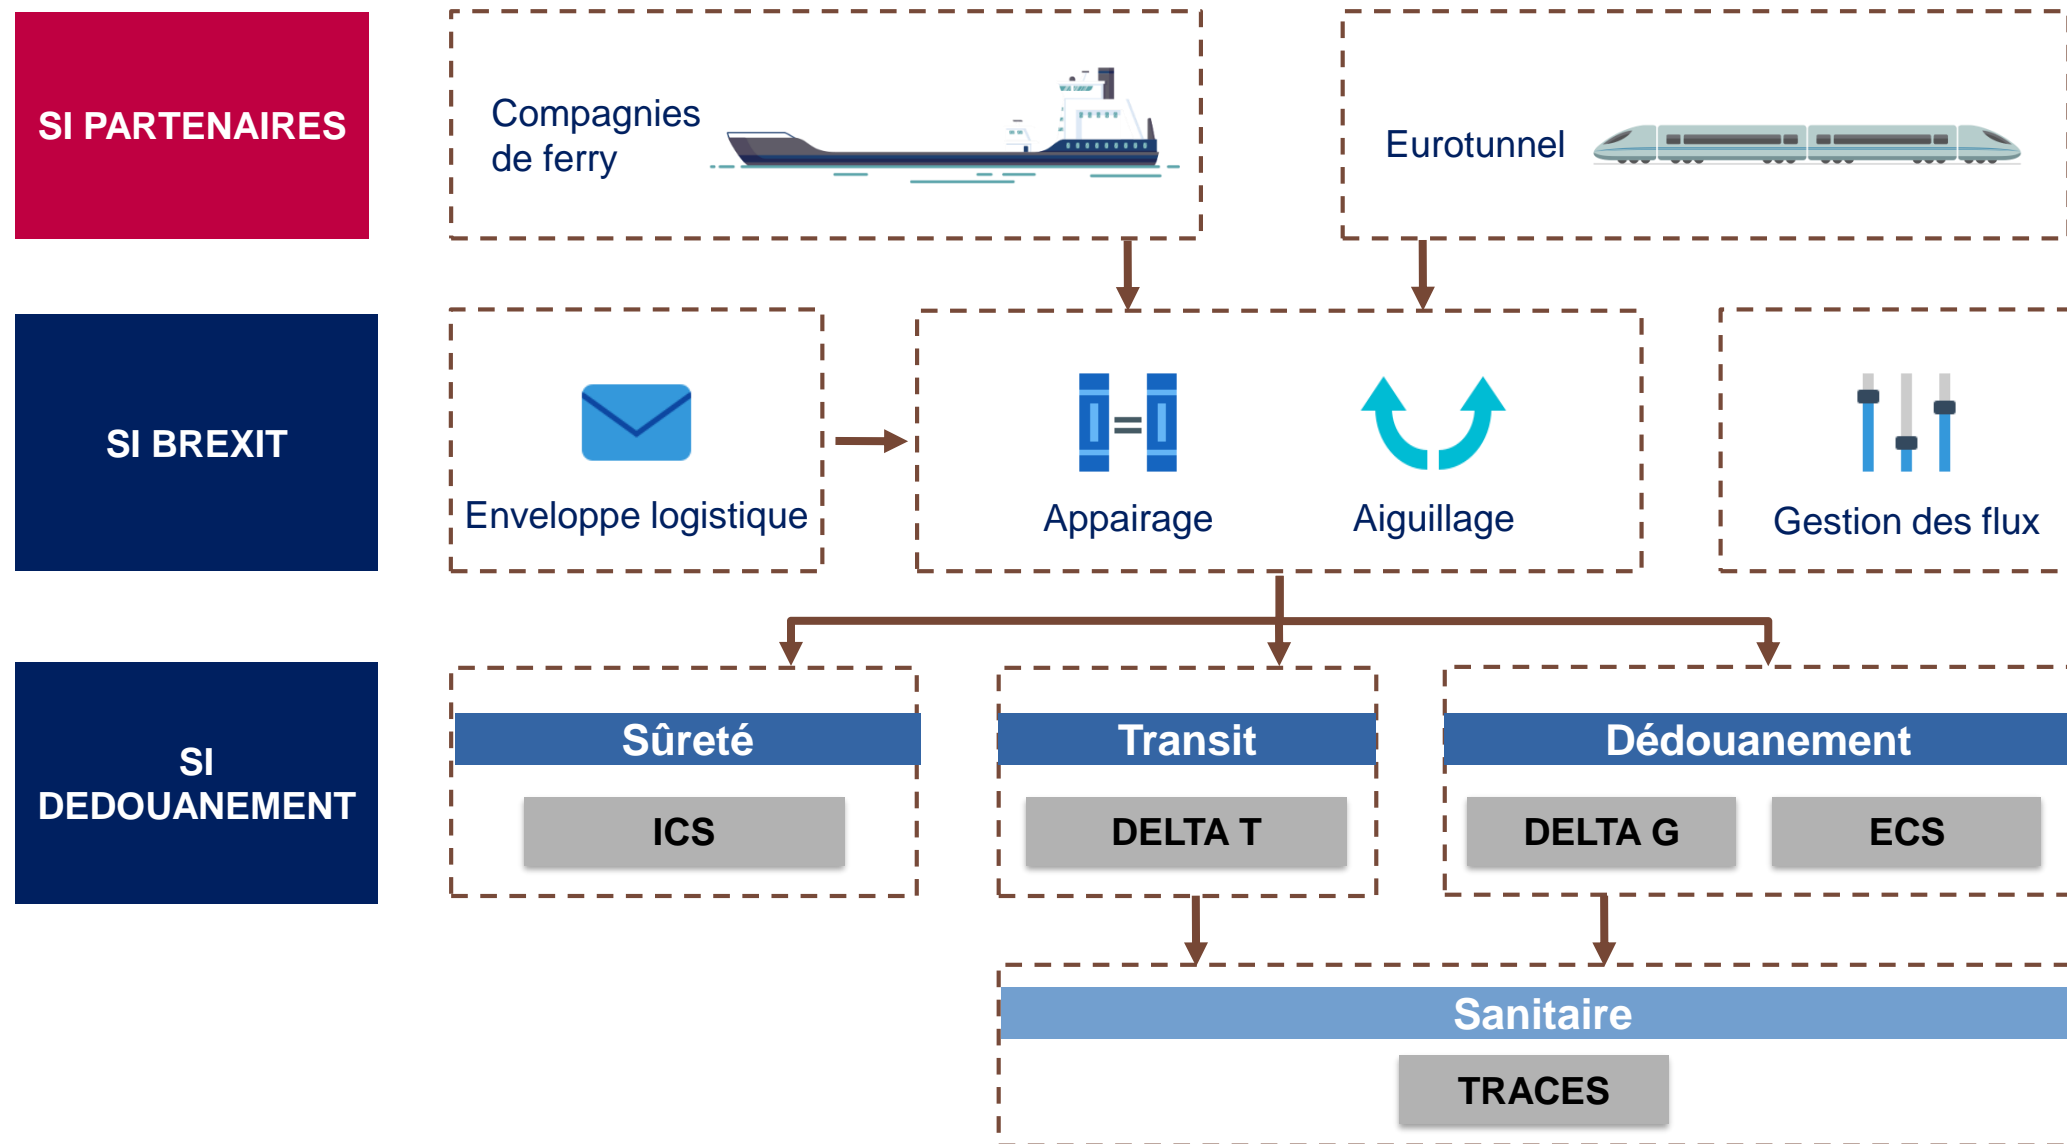 SI PARTENAIRES
Compagnies
de ferry
Eurotunnel
SI BREXIT
Enveloppe logistique
Appairage
Aiguillage
Gestion des flux
SI
DEDOUANEMENT
Sûreté
Transit
Dédouanement
ICS
DELTA T
DELTA G
ECS
Sanitaire
TRACES